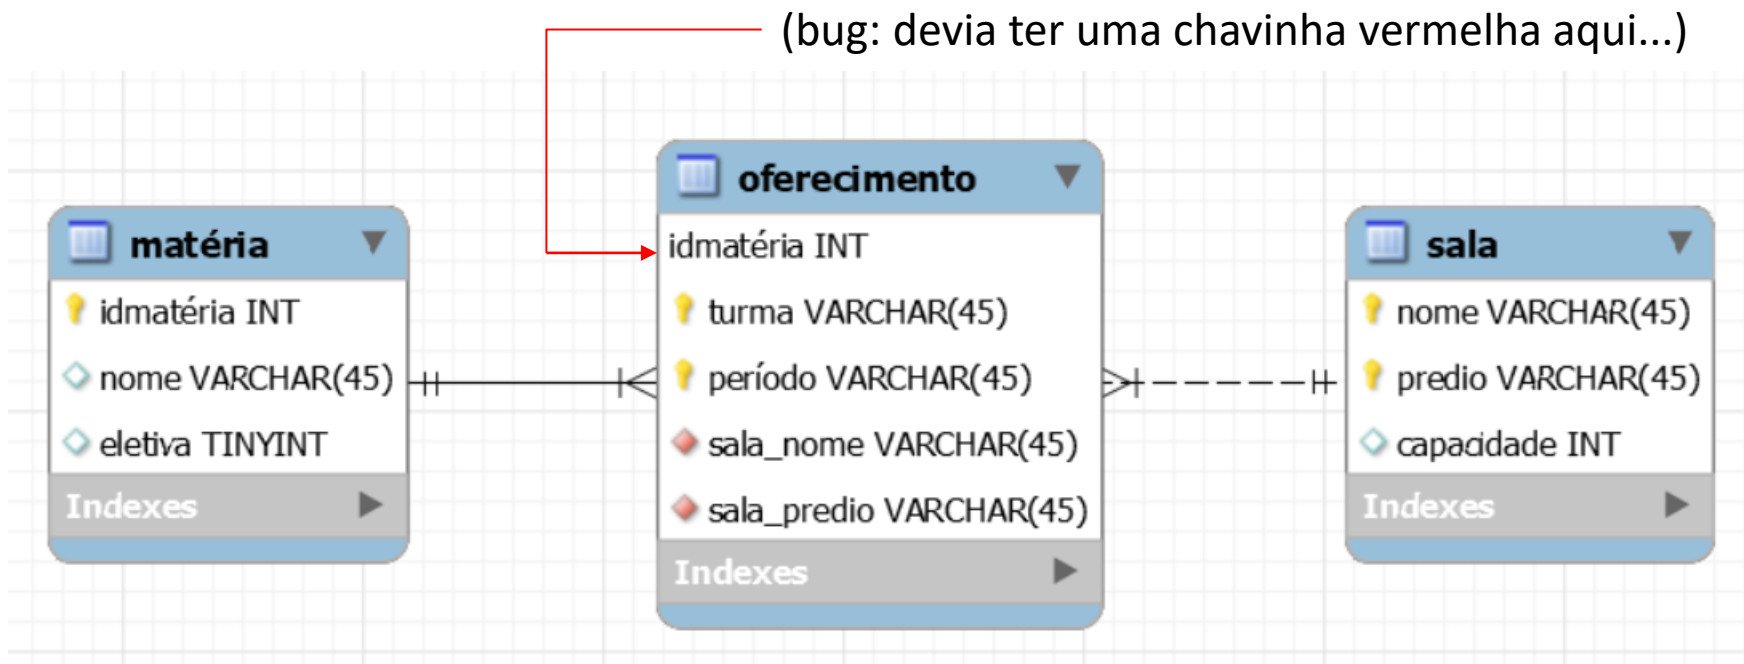 (bug: devia ter uma chavinha vermelha aqui...)
matéria
idmatéria INT
nome VARCHAR(45)
eletiva TINYINT
Indexes
oferecimento
idmatéria INT
turma VARCHAR(45)
período VARCHAR(45)
sala_nome VARCHAR(45)
sala_predio VARCHAR(45)
Indexes
sala
nome VARCHAR(45)
predio VARCHAR(45)
capacidade INT
Indexes